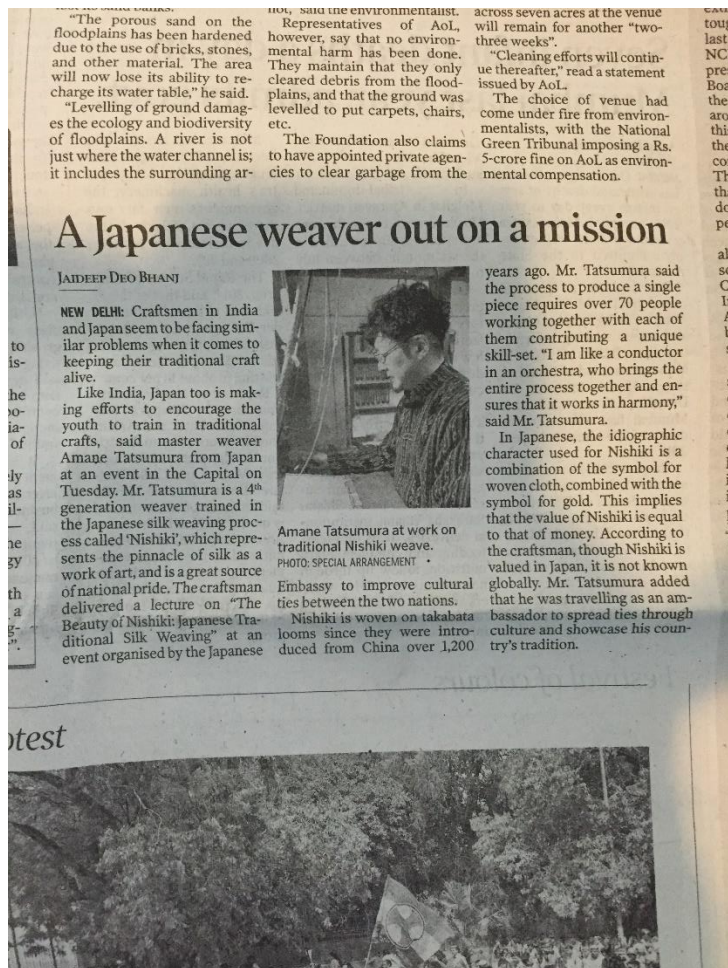 "The porous sand on the
floodplains has been hardened
due to the use of bricks, stones,
and other material. The area
will now lose its ability to re-
charge its water table," he said.
"Levelling of ground damag-
es the ecology and biodiversity
of floodplains. A river is not
just where the water channel is;
it includes the surrounding ar-
not, said the environmentalist.
Representatives of AoL,
however, say that no environ-
mental harm has been done.
They maintain that they only
cleared debris from the flood-
plains, and that the ground was
levelled to put carpets, chairs,
etc.
The Foundation also claims
to have appointed private agen-
cies to clear garbage from the
across seven acres at the venue
will remain for another "two-
three weeks".
"Cleaning efforts will contin-
ue thereafter," read a statement
issued by AoL.
The choice of venue had
come under fire from environ-
mentalists, with the National
Green Tribunal imposing a Rs.
5-crore fine on AoL as environ-
mental compensation.
A Japanese weaver out on a mission
JAIDEEP DEO BHANJ
NEW DELHI: Craftsmen in India
and Japan seem to be facing sim-
ilar problems when it comes to
keeping their traditional craft
alive.
Like India, Japan too is mak-
ing efforts to encourage the
youth to train in traditional
crafts, said master weaver
Amane Tatsumura from Japan
at an event in the Capital on
Tuesday. Mr. Tatsumura is a 4th
generation weaver trained in
the Japanese silk weaving proc-
ess called 'Nishiki', which repre-
sents the pinnacle of silk as a
work of art, and is a great source
of national pride. The craftsman
delivered a lecture on "The
Beauty of Nishiki: Japanese Tra-
ditional Silk Weaving" at an
event organised by the Japanese
Amane Tatsumura at work on
traditional Nishiki weave.
PHOTO: SPECIAL ARRANGEMENT
Embassy to improve cultural
ties between the two nations.
Nishiki is woven on takabata
looms since they were intro-
duced from China over 1,200
years ago. Mr. Tatsumura said
the process to produce a single
piece requires over 70 people
working together with each of
them contributing a unique
skill-set. "I am like a conductor
in an orchestra, who brings the
entire process together and en-
sures that it works in harmony,"
said Mr. Tatsumura.
In Japanese, the idiographic
character used for Nishiki is a
combination of the symbol for
woven cloth, combined with the
symbol for gold. This implies
that the value of Nishiki is equal
to that of money. According to
the craftsman, though Nishiki is
valued in Japan, it is not known
globally. Mr. Tatsumura added
that he was travelling as an am-
bassador to spread ties through
culture and showcase his coun-
try's tradition.
otest